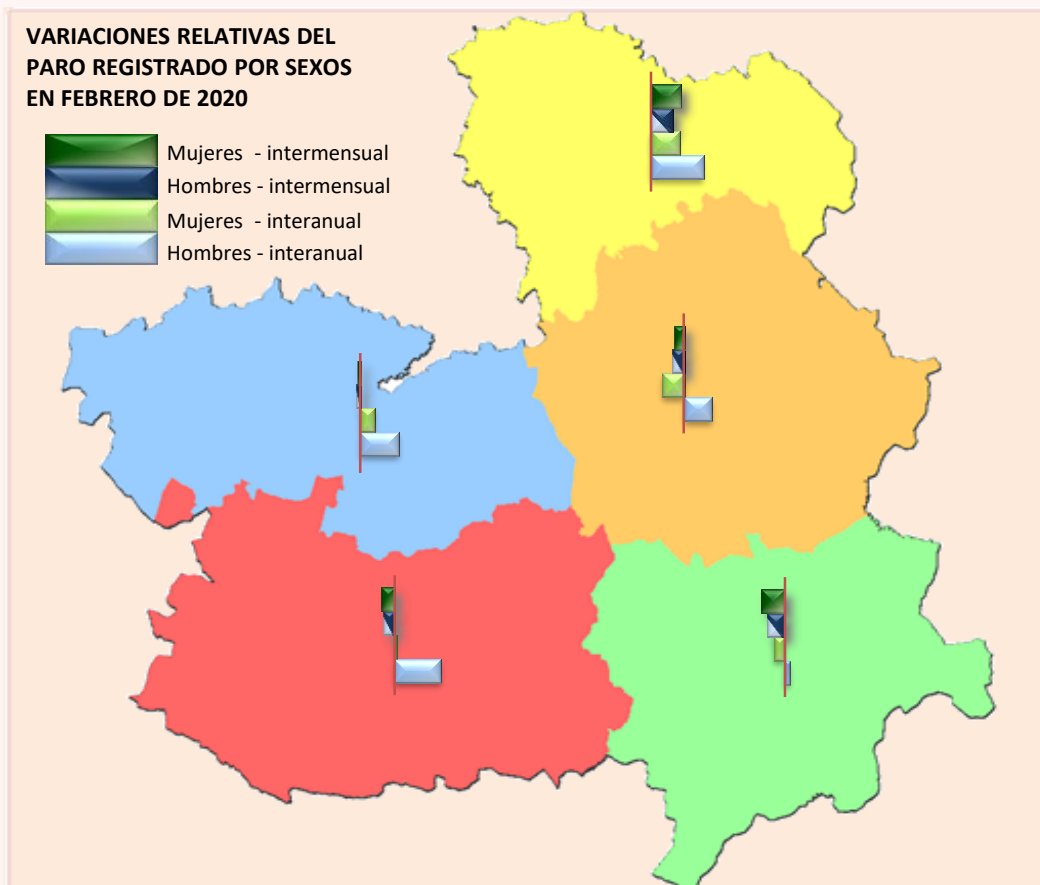 VARIACIONES RELATIVAS DEL
PARO REGISTRADO POR SEXOS
EN FEBRERO DE 2020
Mujeres - intermensual
Hombres - intermensual
Mujeres - interanual
Hombres - interanual